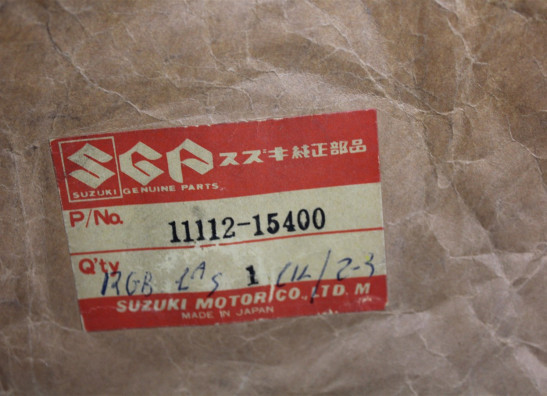 SGP スズキ純正部品
SUZUKI GENUINE PARTS
P/No. 11112-15400
Q'ty 1
SUZUKI MOTOR CO., LTD. M
MADE IN JAPAN